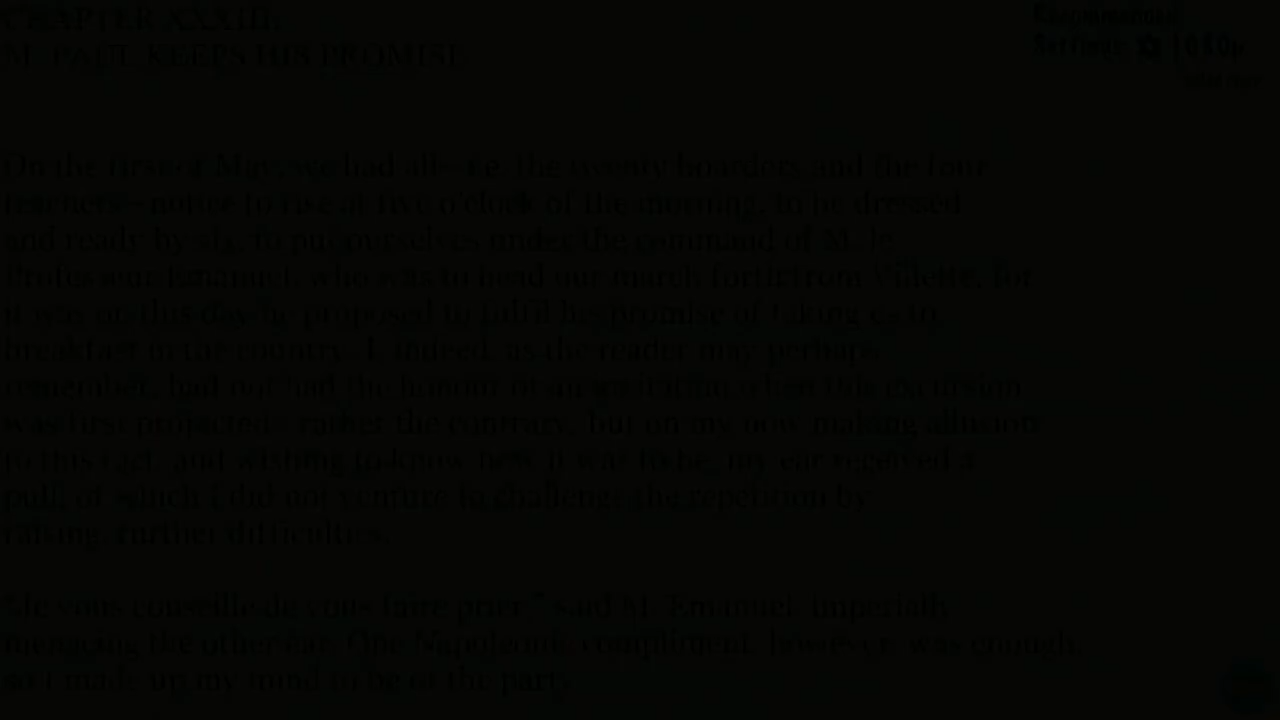 CHAPTER XXXIII.
M. PAUL KEEPS HIS PROMISE.
On the first of May, we had all—i.e. the twenty boarders and the four
teachers—notice to rise at five o'clock of the morning, to be dressed
and ready by six, to put ourselves under the command of M. le
Professeur Emanuel, who was to head our march forth from Villette, for
it was on this day he proposed to fulfil his promise of taking us to
breakfast in the country. I, indeed, as the reader may perhaps
remember, had not had the honour of an invitation when this excursion
was first projected—rather the contrary; but on my now making allusion
to this fact, and wishing to know how it was to be, my ear received a
pull, of which I did not venture to challenge the repetition by
raising, further difficulties.
"Je vous conseille de vous faire prier," said M. Emanuel, imperially
menacing the other ear. One Napoleonic compliment, however, was enough,
so I made up my mind to be of the party.
Settings 1080p